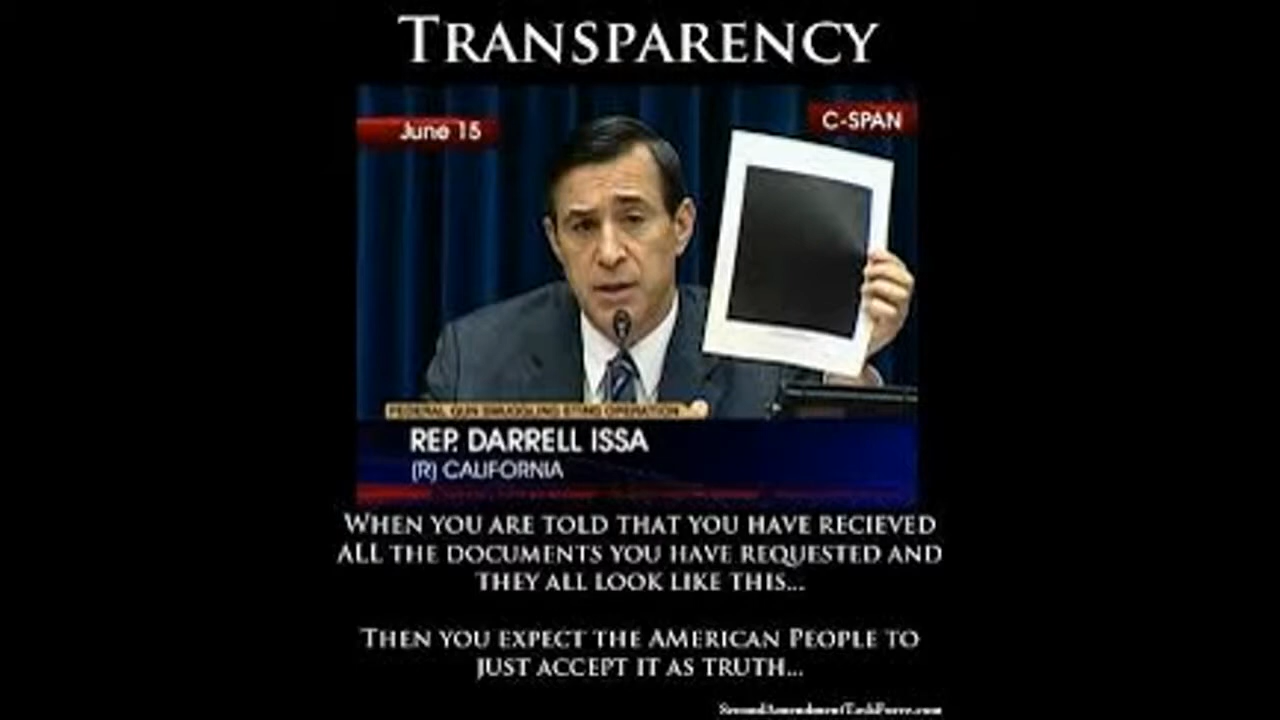 TRANSPARENCY
June 15
C-SPAN
FEDERAL GUN SMUGGLING STING OPERATION
REP. DARRELL ISSA
(R) CALIFORNIA
WHEN YOU ARE TOLD THAT YOU HAVE RECIEVED
ALL THE DOCUMENTS YOU HAVE REQUESTED AND
THEY ALL LOOK LIKE THIS...
THEN YOU EXPECT THE AMERICAN PEOPLE TO
JUST ACCEPT IT AS TRUTH...
SecondAmendmentTaskForce.com